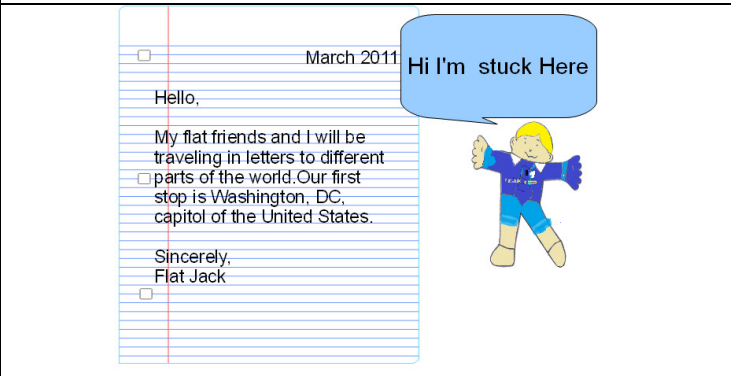 March 2011
Hi I'm  stuck Here
Hello,
My flat friends and I will be
traveling in letters to different
parts of the world.Our first
stop is Washington, DC,
capitol of the United States.
Sincerely,
Flat Jack